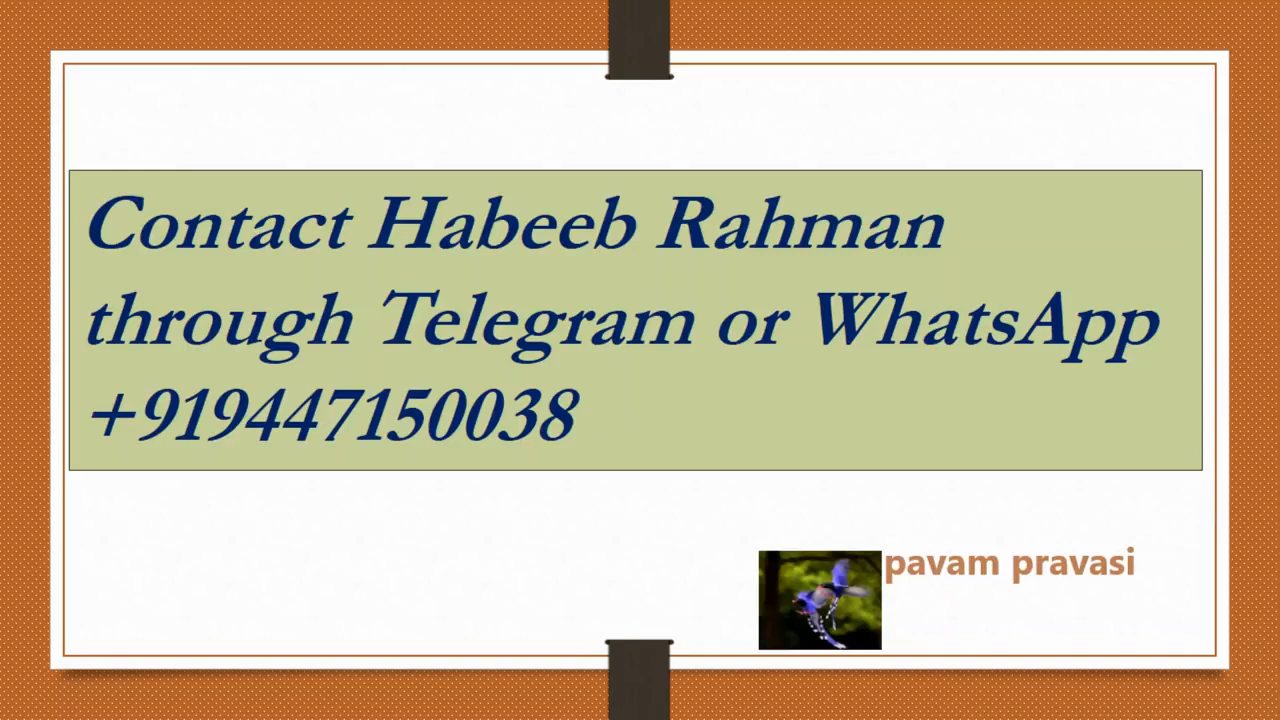 Contact Habeeb Rahman
through Telegram or WhatsApp
+919447150038
pavam pravasi